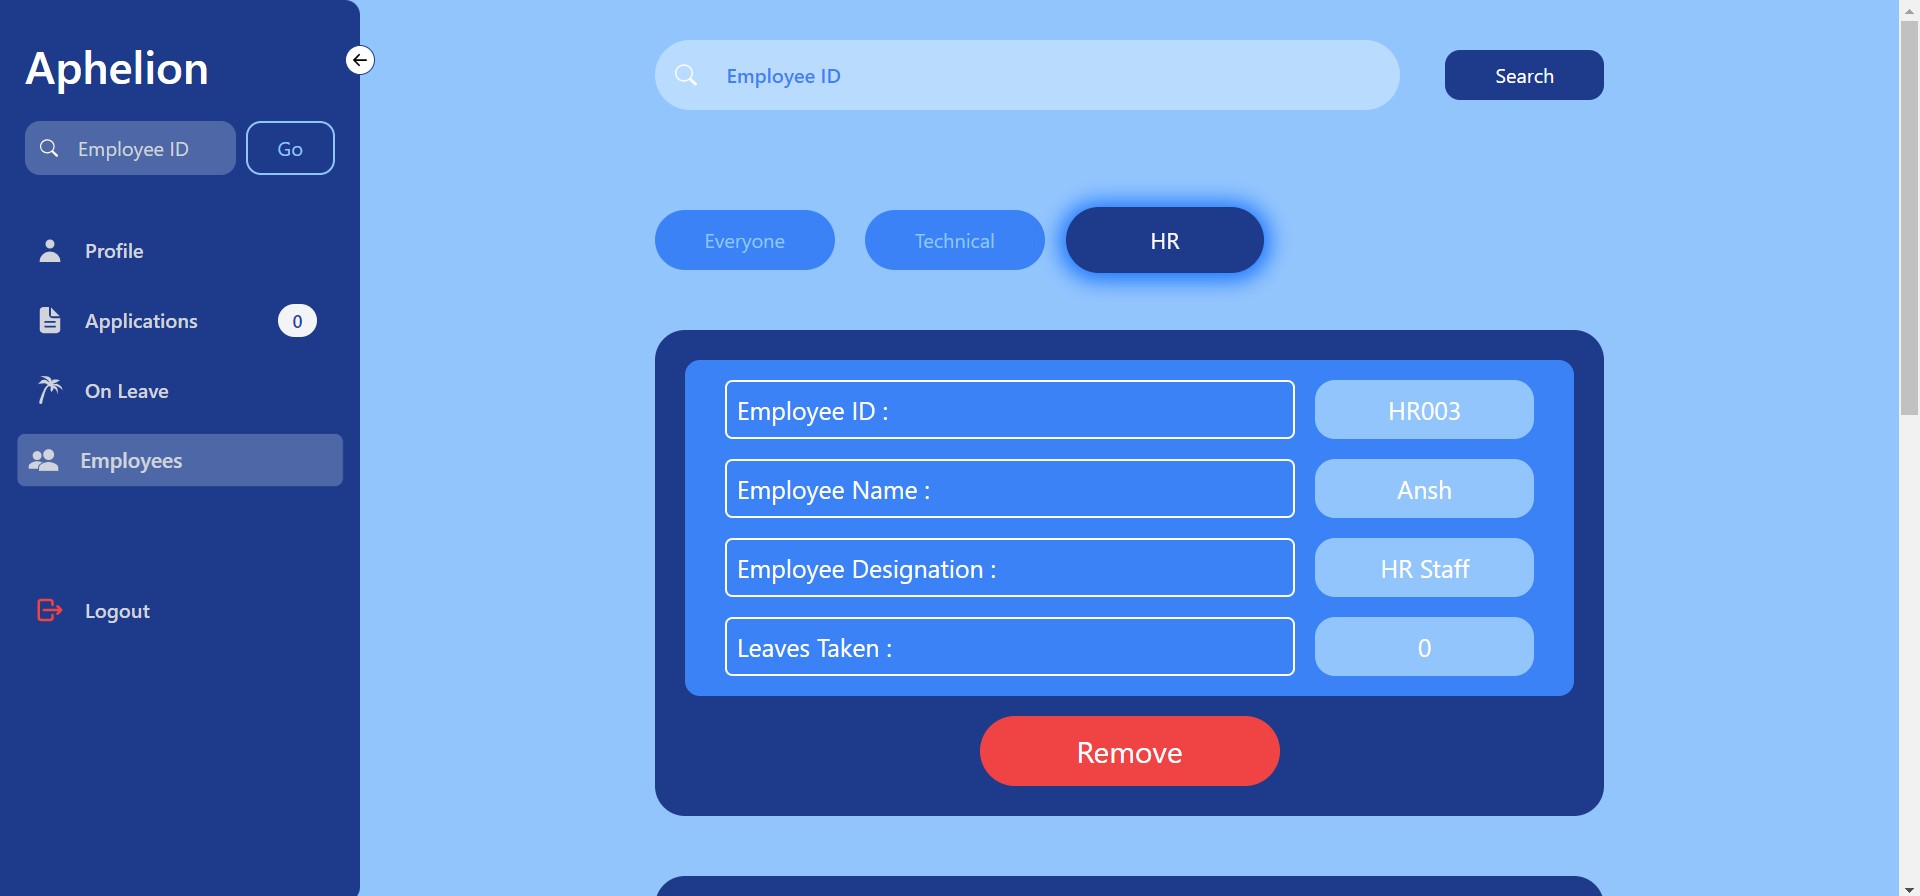 Aphelion
Employee ID
Go
Profile
Applications
0
On Leave
Employees
Logout
Employee ID
Search
Everyone
Technical
HR
Employee ID :
HR003
Employee Name :
Ansh
Employee Designation :
HR Staff
Leaves Taken :
0
Remove